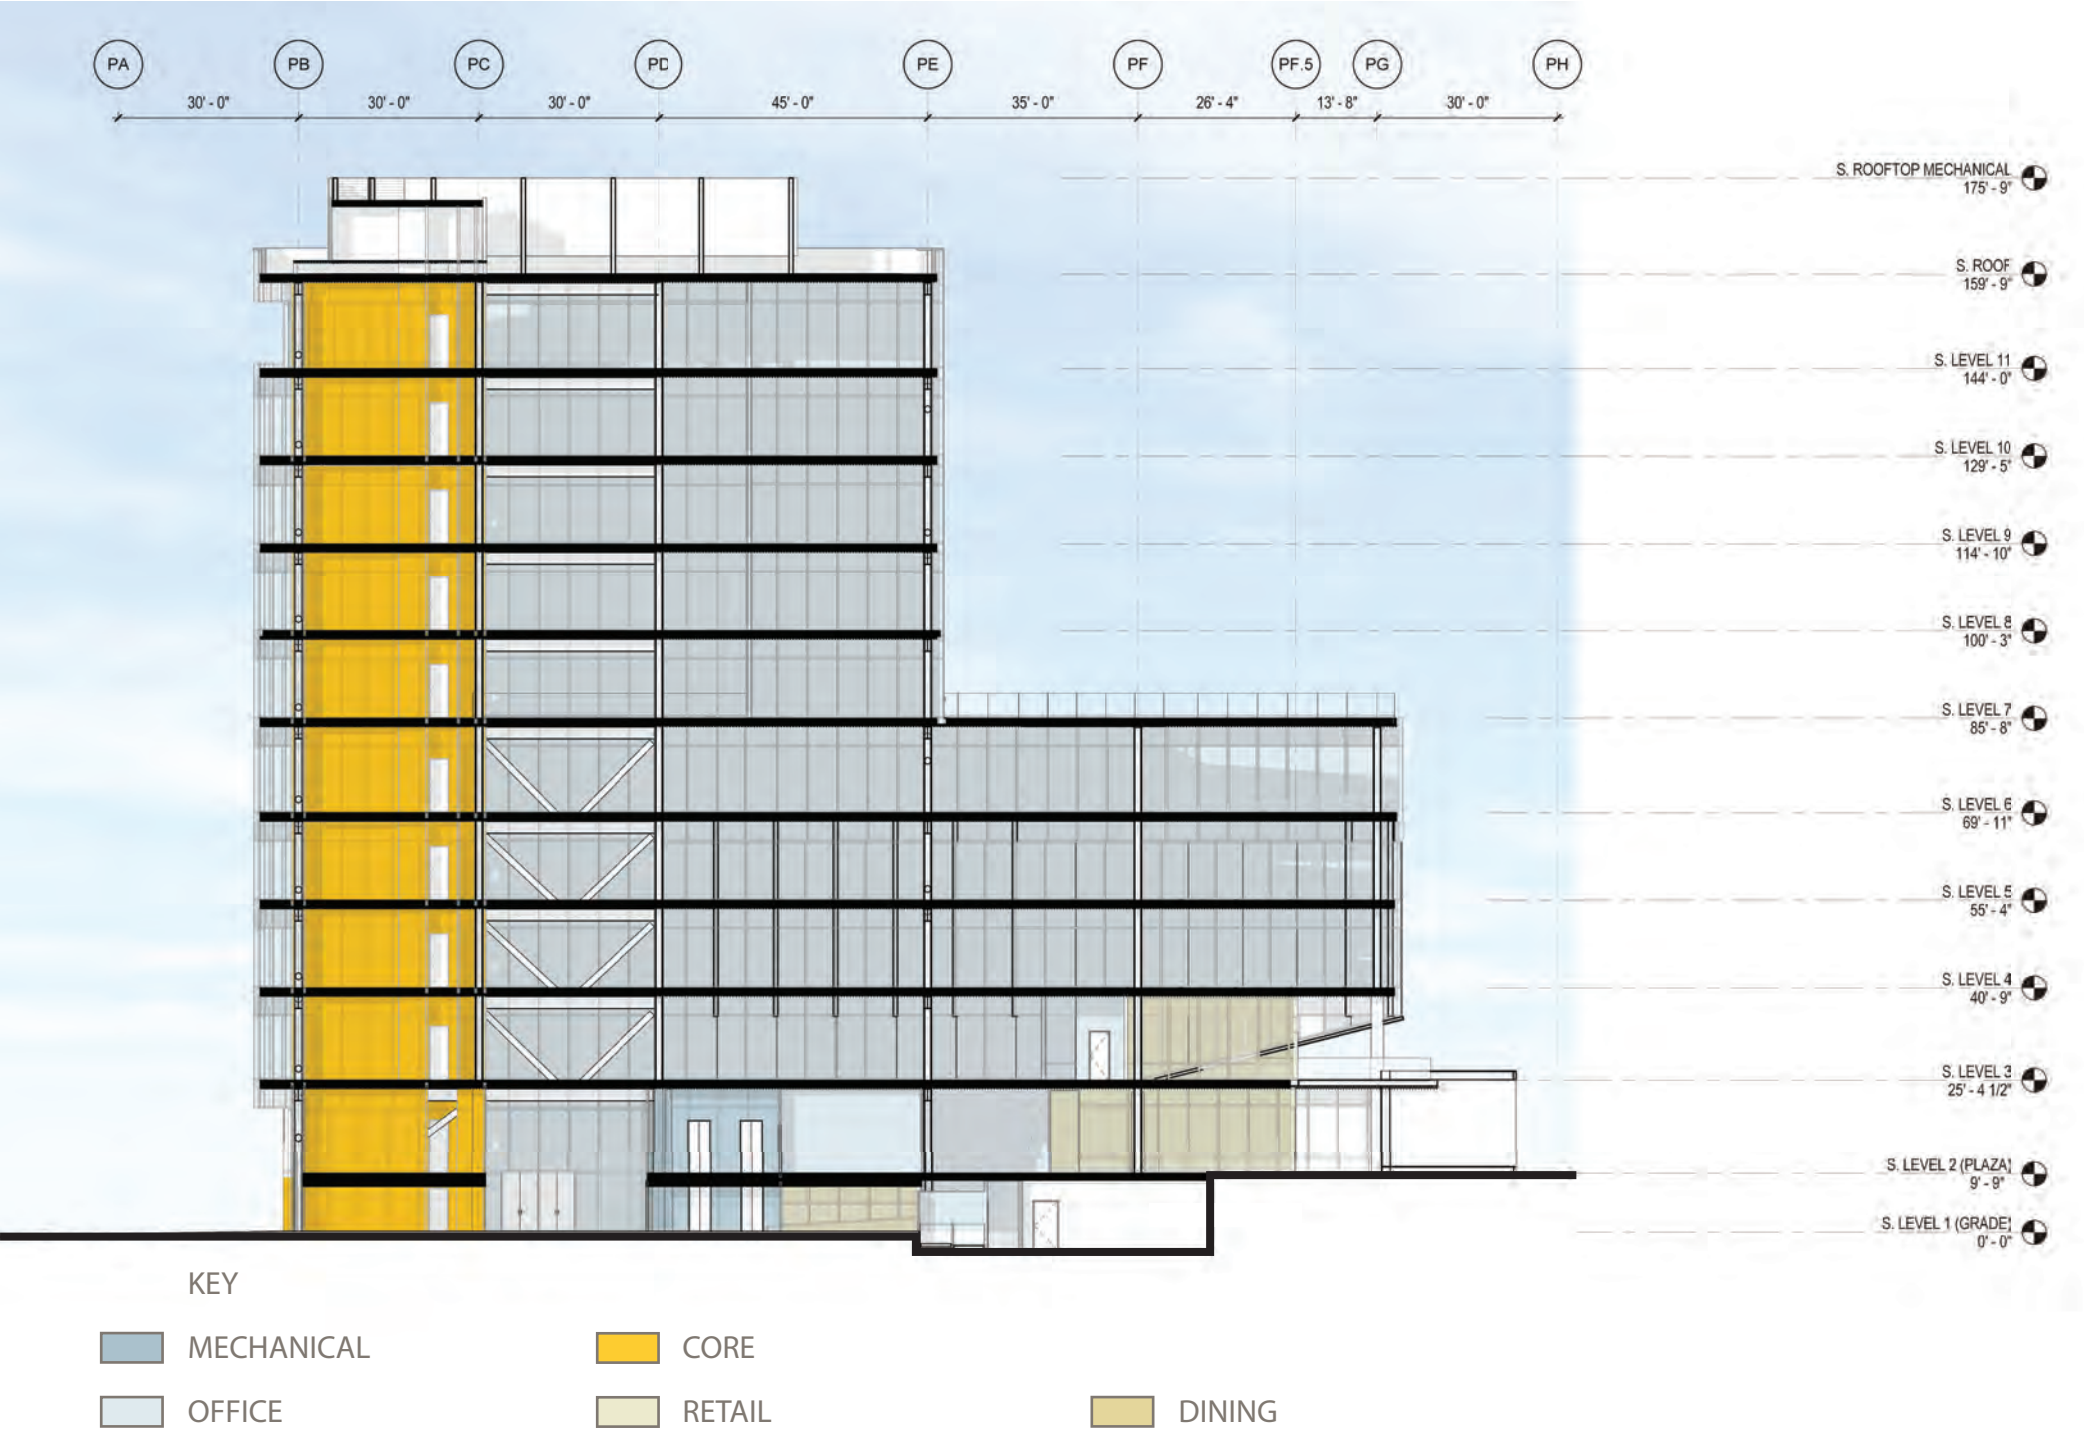 PA PB PC PD PE PF PF.5 PG PH
30' - 0" 30' - 0" 30' - 0" 45' - 0" 35' - 0" 26' - 4" 13' - 8" 30' - 0"
S. ROOFTOP MECHANICAL
175' - 9"
S. ROOF
159' - 9"
S. LEVEL 11
144' - 0"
S. LEVEL 10
129' - 5"
S. LEVEL 9
114' - 10"
S. LEVEL 8
100' - 3"
S. LEVEL 7
85' - 8"
S. LEVEL 6
69' - 11"
S. LEVEL 5
55' - 4"
S. LEVEL 4
40' - 9"
S. LEVEL 3
25' - 4 1/2"
S. LEVEL 2 (PLAZA)
9' - 9"
S. LEVEL 1 (GRADE)
0' - 0"
KEY
MECHANICAL CORE
OFFICE RETAIL DINING